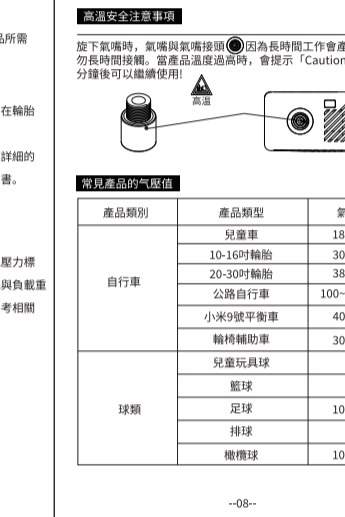 品所需
在輪胎
詳細的
書。
壓力標
與負載重
考相關
高溫安全注意事項
旋下氣嘴時，氣嘴與氣嘴接頭 因為長時間工作會產
勿長時間接觸。當產品溫度過高時，會提示「Caution
分鐘後可以繼續使用!
高溫
常見產品的气壓值
產品類別 產品類型 氣
自行車
兒童車 18
10-16吋輪胎 30
20-30吋輪胎 38
公路自行車 100~
小米9號平衡車 40
輪椅輔助車 30
球類
兒童玩具球
籃球
足球 10
排球
橄欖球 10
--08--